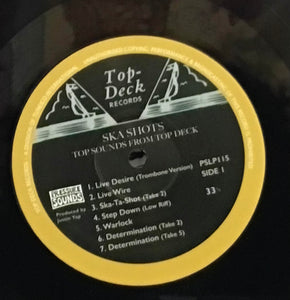 Top-
Deck
RECORDS
SKA SHOTS
TOP SOUNDS FROM TOP DECK
PSLP115
SIDE 1
33⅓
1. Live Desire (Trombone Version)
2. Live Wire
3. Ska-Ta-Shot (Take 2)
4. Step Down (Low Riff)
5. Warlock
6. Determination (Take 2)
7. Determination (Take 5)
PRESSURE
SOUNDS
Produced by
Justin Yap